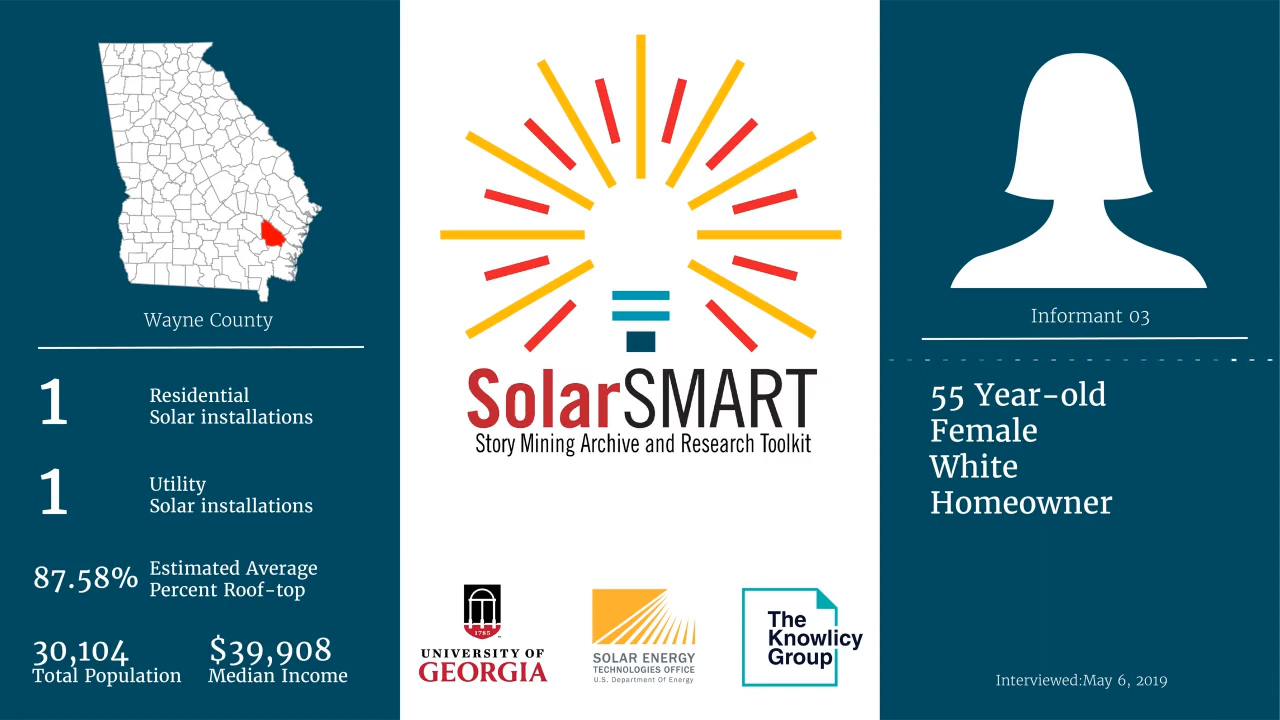 Wayne County
1
Residential
Solar installations
1
Utility
Solar installations
87.58%
Estimated Average
Percent Roof-top
30,104
Total Population
$39,908
Median Income
SolarSMART
Story Mining Archive and Research Toolkit
1785
UNIVERSITY OF
GEORGIA
SOLAR ENERGY
TECHNOLOGIES OFFICE
U.S. Department Of Energy
The
Knowlicy
Group
Informant 03
55 Year-old
Female
White
Homeowner
Interviewed:May 6, 2019